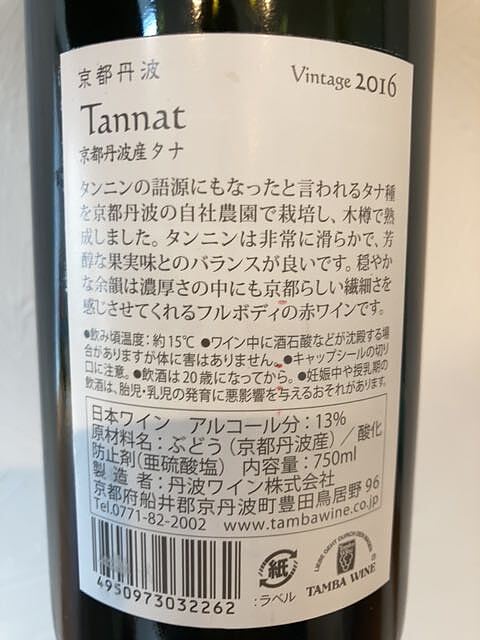 京都丹波
Vintage 2016
Tannat
京都丹波産タナ
タンニンの語源にもなったと言われるタナ種
を京都丹波の自社農園で栽培し、木樽で熟
成しました。タンニンは非常に滑らかで、芳
醇な果実味とのバランスが良いです。穏やか
な余韻は濃厚さの中にも京都らしい繊細さを
感じさせてくれるフルボディの赤ワインです。
●飲み頃温度：約15℃ ●ワイン中に酒石酸などが沈殿する場
合がありますが体に害はありません。●キャップシールの切り
口に注意。●飲酒は20歳になってから。●妊娠中や授乳期の
飲酒は、胎児・乳児の発育に悪影響を与えるおそれがあります。
日本ワイン アルコール分：13%
原材料名：ぶどう（京都丹波産）／酸化
防止剤(亜硫酸塩) 内容量：750ml
製造者：丹波ワイン株式会社
京都府船井郡京丹波町豊田鳥居野 96
Tel.0771-82-2002 www.tambawine.co.jp
4950973032262
紙
：ラベル
TAMBA WINE